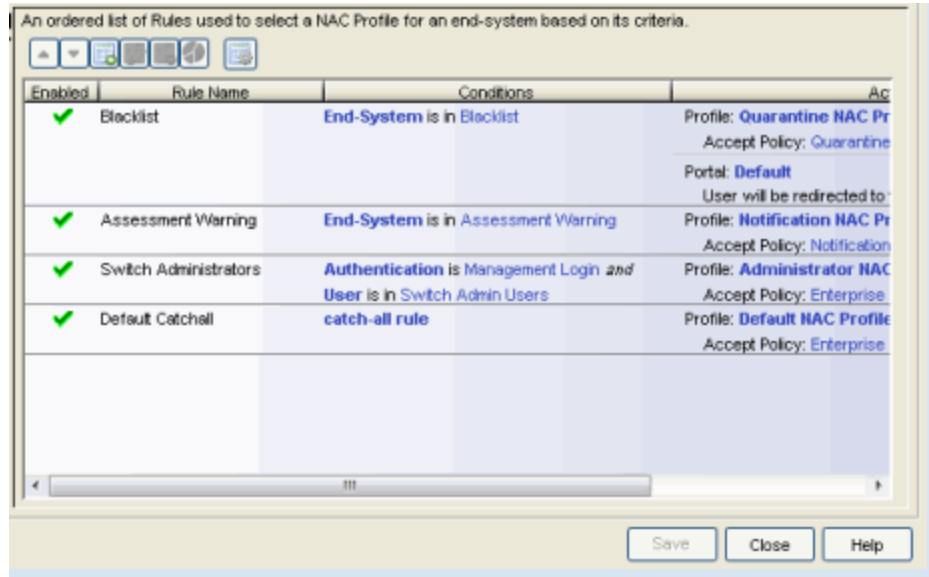 An ordered list of Rules used to select a NAC Profile for an end-system based on its criteria.
Enabled Rule Name Conditions Ac
Blacklist End-System is in Blacklist Profile: Quarantine NAC Pr
Accept Policy: Quarantine
Portal: Default
User will be redirected to
Assessment Warning End-System is in Assessment Warning Profile: Notification NAC Pr
Accept Policy: Notification
Switch Administrators Authentication is Management Login and Profile: Administrator NAC
User is in Switch Admin Users Accept Policy: Enterprise
Default Catchall catch-all rule Profile: Default NAC Profile
Accept Policy: Enterprise
Save Close Help